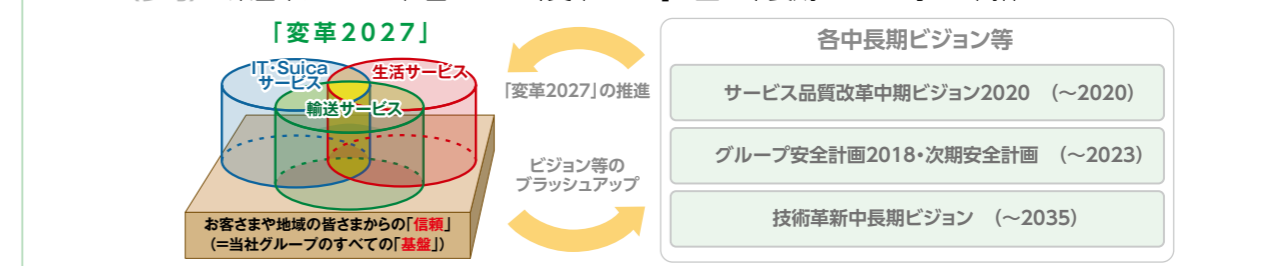 「変革2027」
IT・Suica
サービス
生活サービス
輸送サービス
お客さまや地域の皆さまからの「信頼」
(=当社グループのすべての「基盤」)
「変革2027」の推進
ビジョン等の
ブラッシュアップ
各中長期ビジョン等
サービス品質改革中期ビジョン2020 (〜2020)
グループ安全計画2018・次期安全計画 (〜2023)
技術革新中長期ビジョン (〜2035)